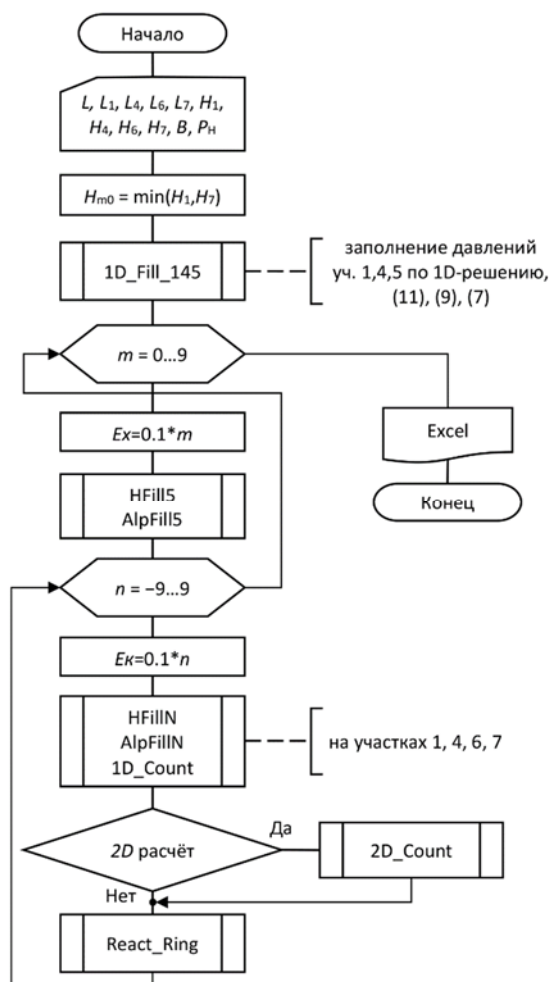 Начало
L, L₁, L₄, L₆, L₇, H₁,
H₄, H₆, H₇, B, Pн
Hm0 = min(H₁,H₇)
1D_Fill_145
заполнение давлений
уч. 1,4,5 по 1D-решению,
(11), (9), (7)
m = 0...9
Ex=0.1*m
Excel
HFill5
AlpFill5
Конец
n = −9...9
Eк=0.1*n
HFillN
AlpFillN
1D_Count
на участках 1, 4, 6, 7
2D расчёт
Да
2D_Count
Нет
React_Ring